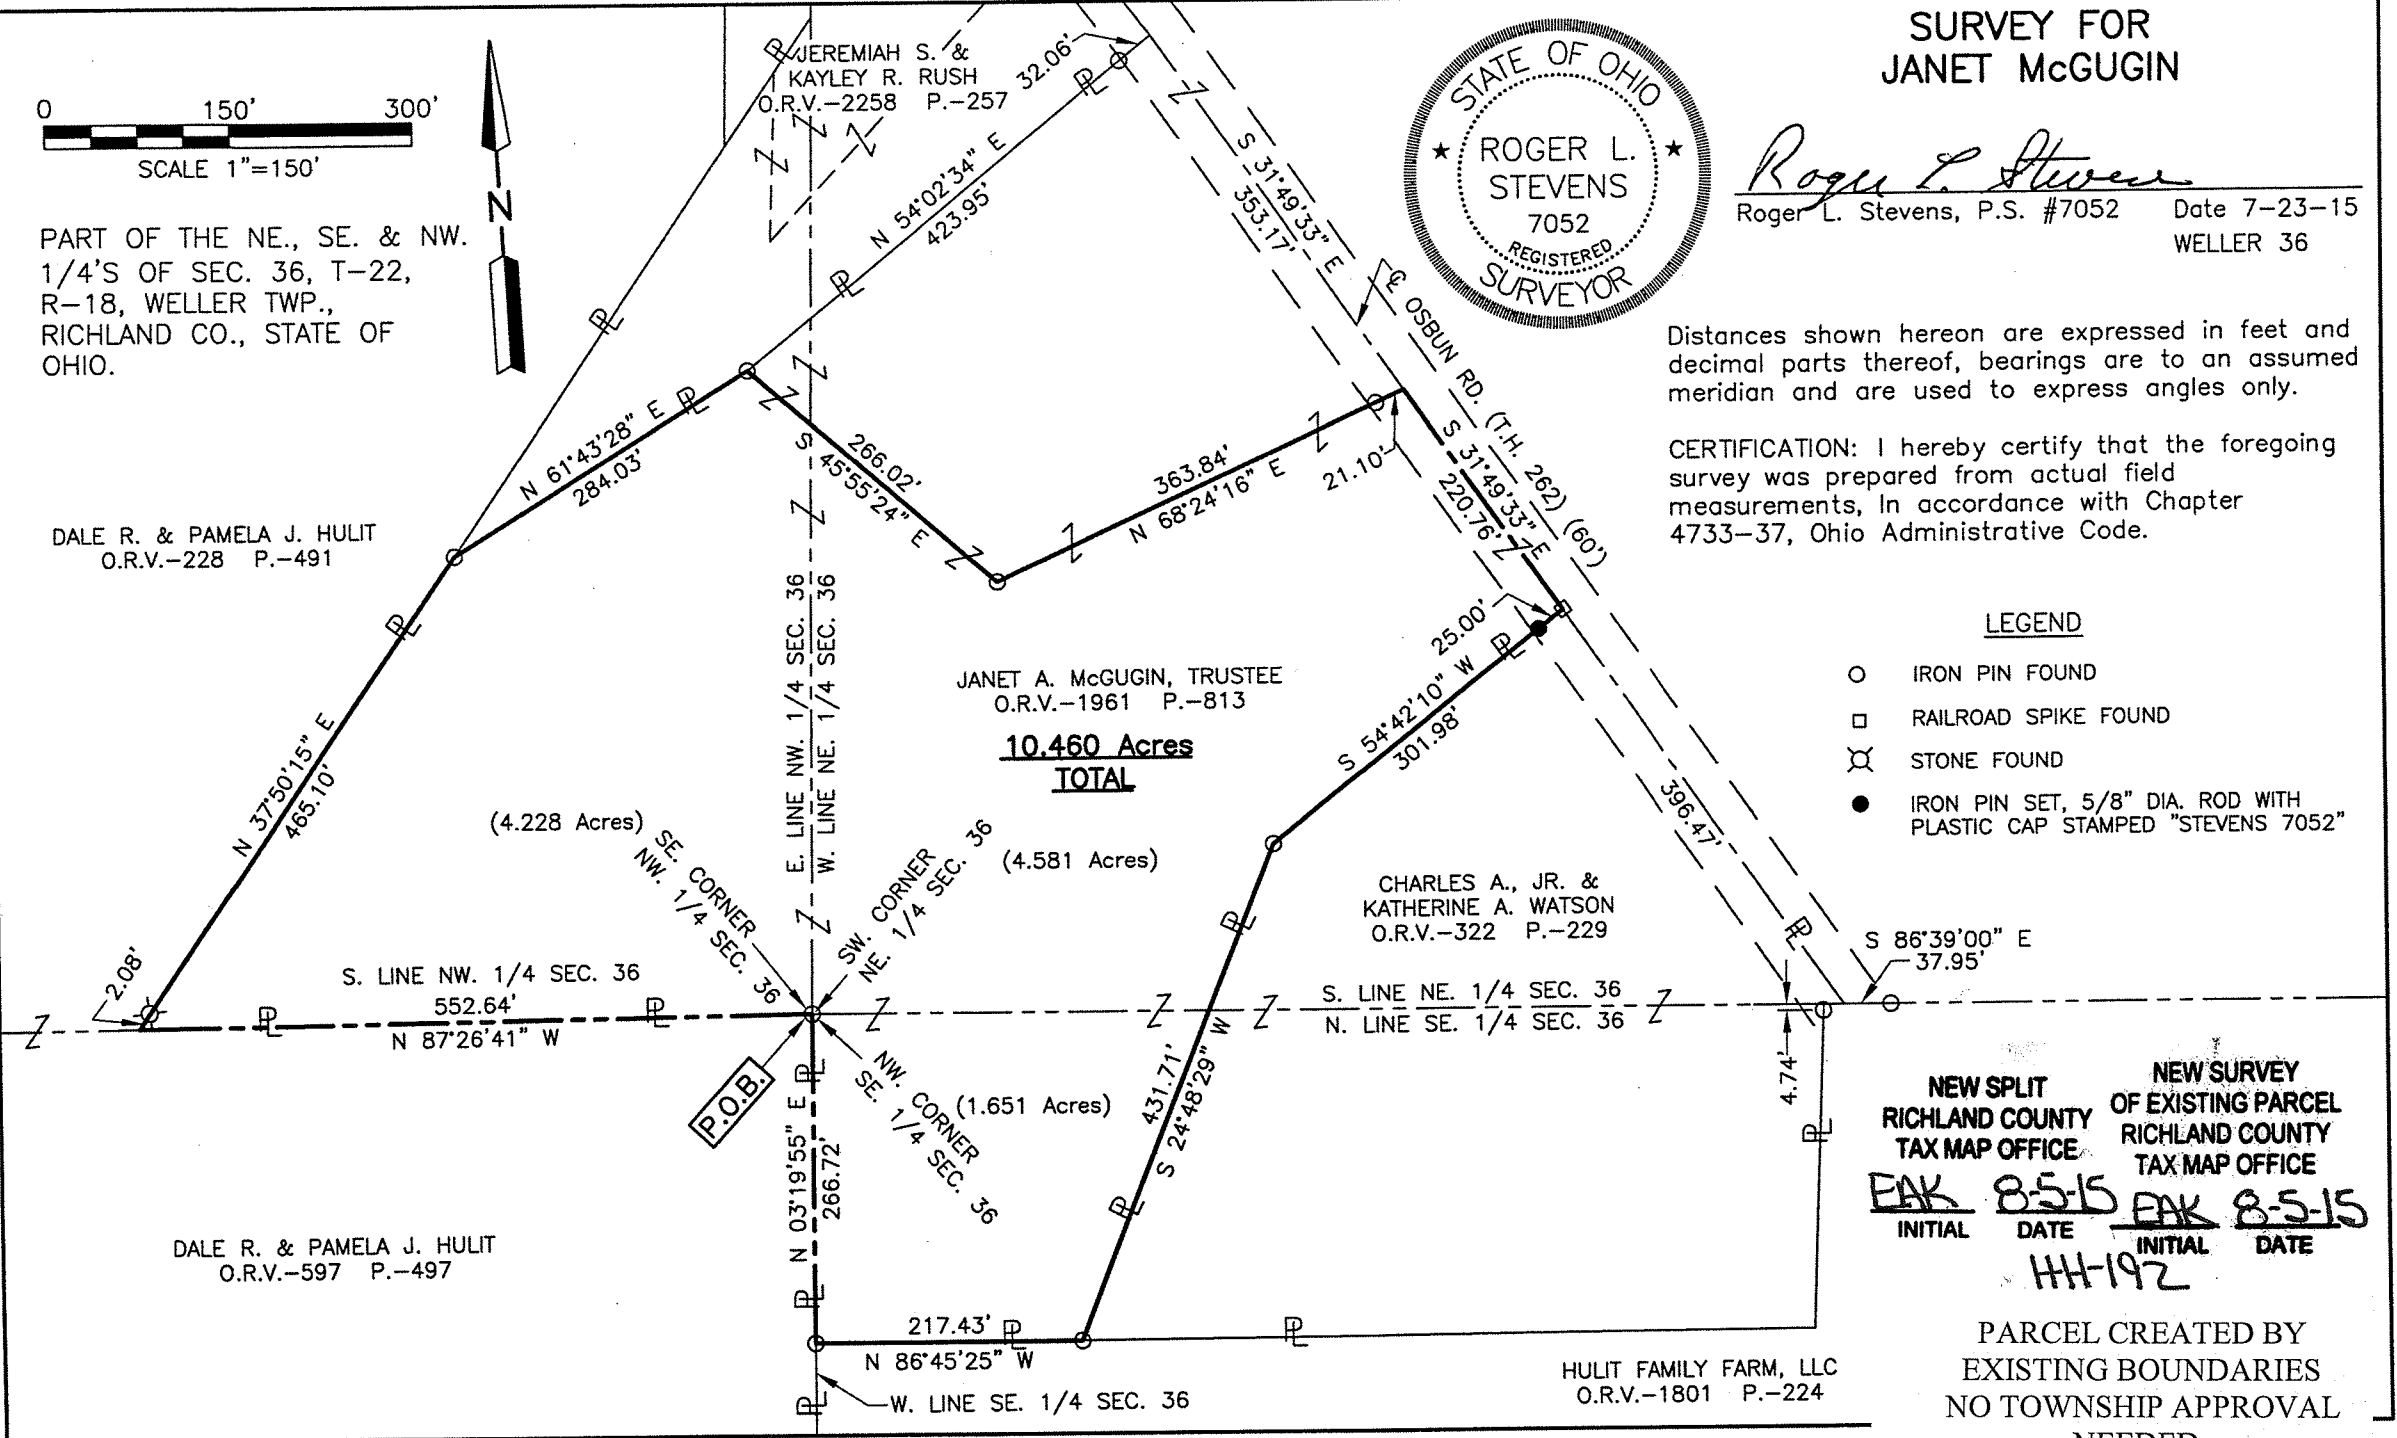 SURVEY FOR
JANET McGUGIN
Roger L. Stevens
Roger L. Stevens, P.S. #7052 Date 7-23-15
WELLER 36
STATE OF OHIO
★ ROGER L. ★
STEVENS
7052
REGISTERED
SURVEYOR
0 150' 300'
SCALE 1"=150'
N
PART OF THE NE., SE. & NW.
1/4'S OF SEC. 36, T-22,
R-18, WELLER TWP.,
RICHLAND CO., STATE OF
OHIO.
JEREMIAH S. &
KAYLEY R. RUSH
O.R.V.-2258 P.-257
32.06'
N 54°02'34" E
423.95'
S 31°49'33" E
353.17'
℄ OSBUN RD. (T.H. 262) (60')
Distances shown hereon are expressed in feet and
decimal parts thereof, bearings are to an assumed
meridian and are used to express angles only.
CERTIFICATION: I hereby certify that the foregoing
survey was prepared from actual field
measurements, In accordance with Chapter
4733-37, Ohio Administrative Code.
LEGEND
IRON PIN FOUND
RAILROAD SPIKE FOUND
STONE FOUND
IRON PIN SET, 5/8" DIA. ROD WITH
PLASTIC CAP STAMPED "STEVENS 7052"
N 61°43'28" E
284.03'
266.02'
S 45°55'24" E
363.84'
N 68°24'16" E
21.10'
S 31°49'33" E
220.76'
DALE R. & PAMELA J. HULIT
O.R.V.-228 P.-491
E. LINE NW. 1/4 SEC. 36
W. LINE NE. 1/4 SEC. 36
25.00'
JANET A. McGUGIN, TRUSTEE
O.R.V.-1961 P.-813
10.460 Acres
TOTAL
S 54°42'10" W
301.98'
N 37°50'15" E
465.10'
396.47'
(4.228 Acres)
SE. CORNER
NW. 1/4 SEC. 36
SW. CORNER
NE. 1/4 SEC. 36
(4.581 Acres)
CHARLES A., JR. &
KATHERINE A. WATSON
O.R.V.-322 P.-229
S 86°39'00" E
37.95'
2.08'
S. LINE NW. 1/4 SEC. 36
552.64'
N 87°26'41" W
S. LINE NE. 1/4 SEC. 36
N. LINE SE. 1/4 SEC. 36
P.O.B.
NW. CORNER
SE. 1/4 SEC. 36
(1.651 Acres)
431.71'
S 24°48'29" W
4.74'
N 03°19'55" E
266.72'
DALE R. & PAMELA J. HULIT
O.R.V.-597 P.-497
217.43'
N 86°45'25" W
W. LINE SE. 1/4 SEC. 36
HULIT FAMILY FARM, LLC
O.R.V.-1801 P.-224
NEW SPLIT
RICHLAND COUNTY
TAX MAP OFFICE
EAK 8-5-15
INITIAL DATE
NEW SURVEY
OF EXISTING PARCEL
RICHLAND COUNTY
TAX MAP OFFICE
EAK 8-5-15
INITIAL DATE
HH-192
PARCEL CREATED BY
EXISTING BOUNDARIES
NO TOWNSHIP APPROVAL
NEEDED